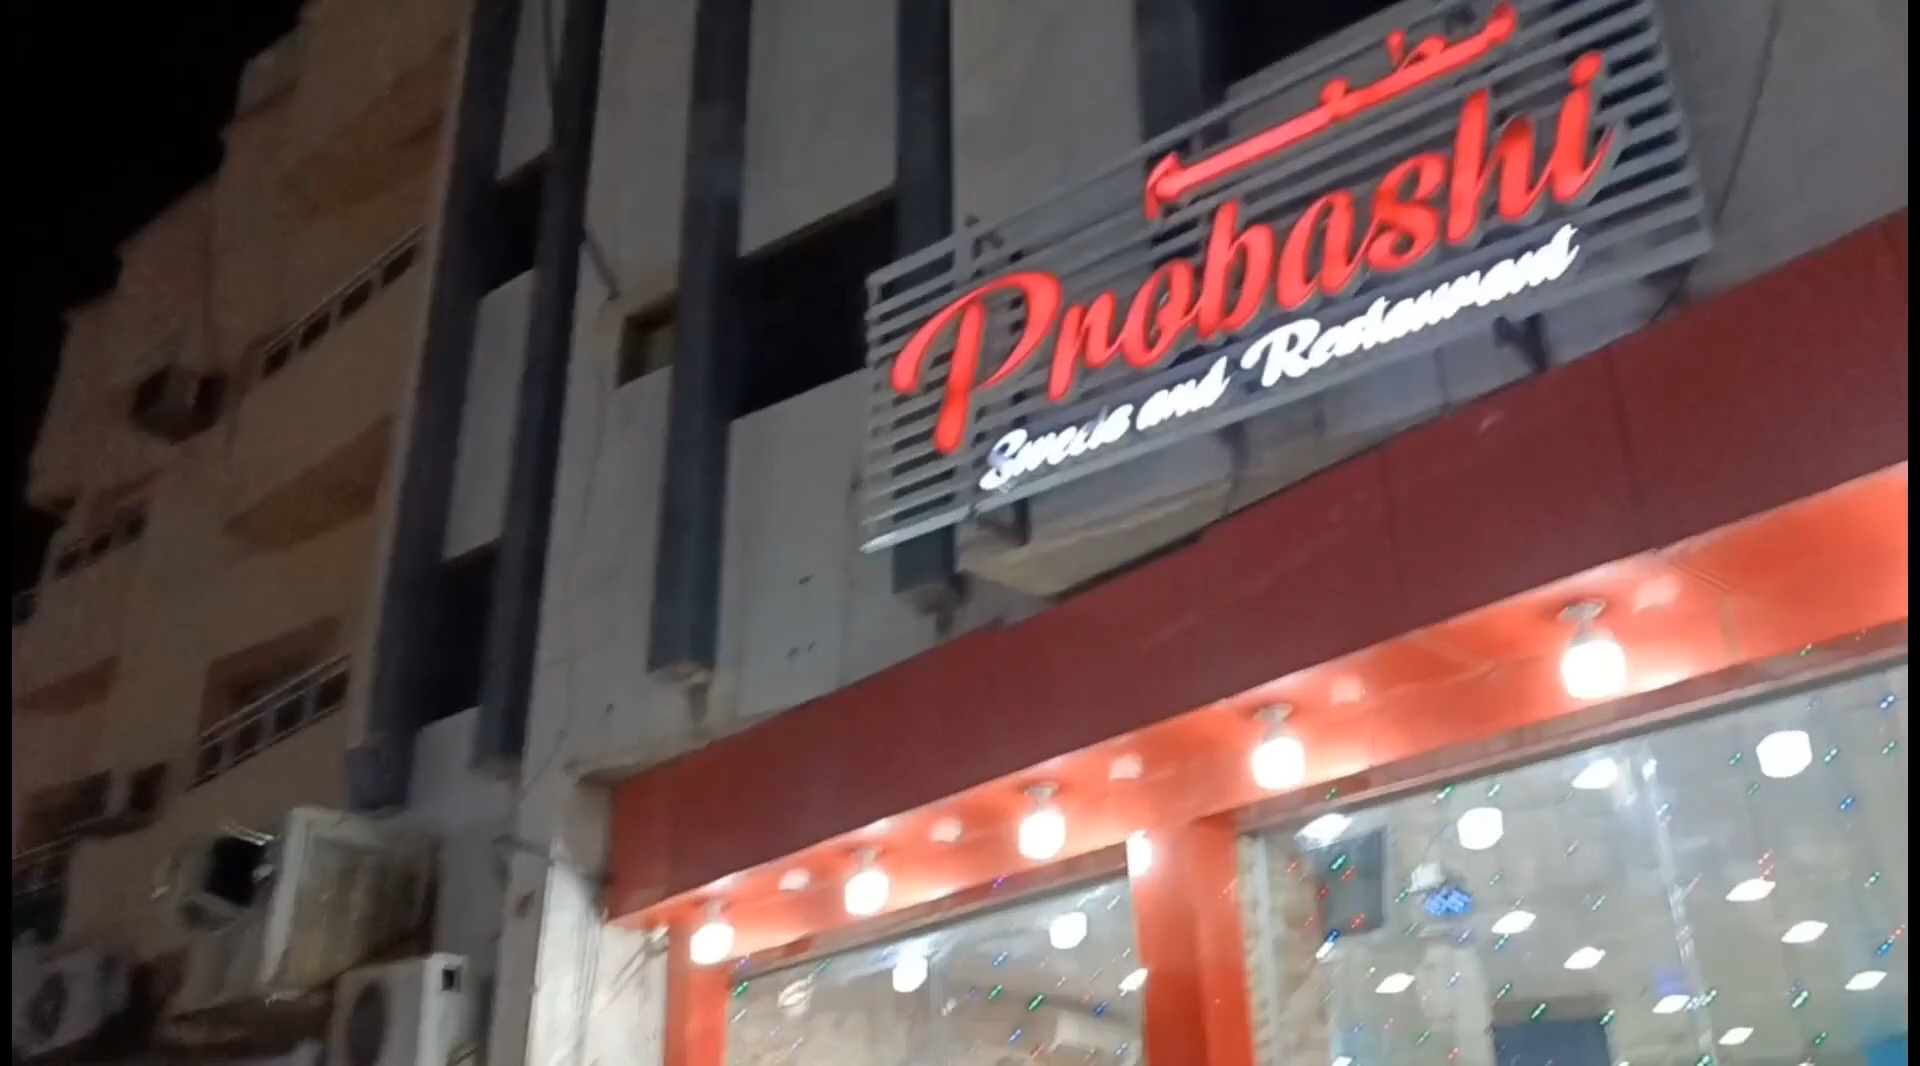 مطعم
Probashi
Sweets and Restaurant